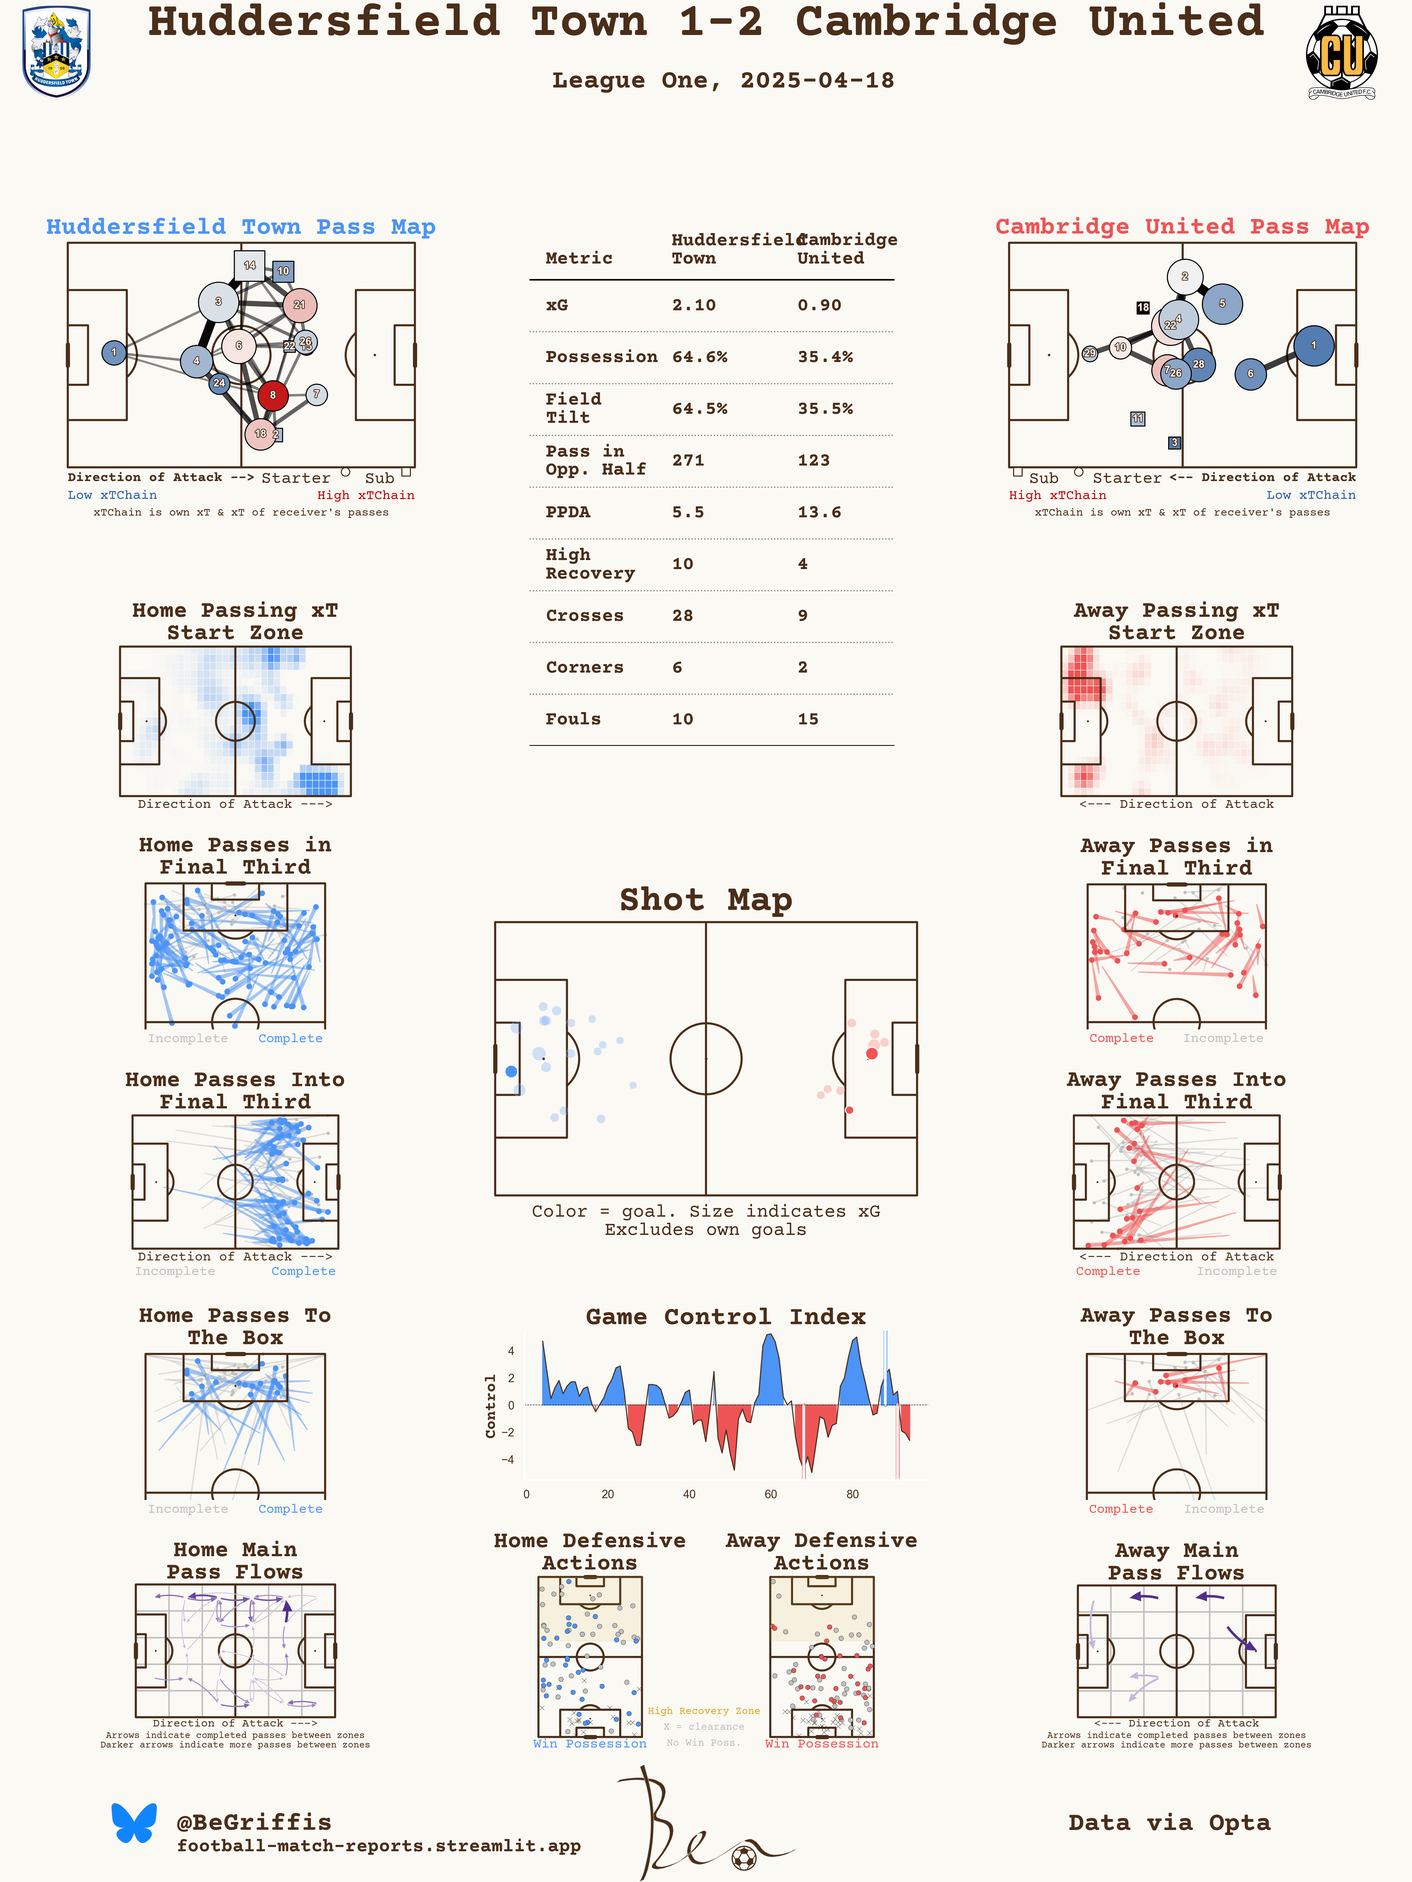 Huddersfield Town 1-2 Cambridge United
League One, 2025-04-18
HUDDERSFIELD TOWN
CU
CAMBRIDGE UNITED F.C.
Huddersfield Town Pass Map
14
10
3
21
6
22
26
1
4
24
8
7
18
2
Direction of Attack --> Starter Sub
Low xTChain High xTChain
xTChain is own xT & xT of receiver's passes
Metric Huddersfield Town Cambridge United
xG 2.10 0.90
Possession 64.6% 35.4%
Field Tilt 64.5% 35.5%
Pass in Opp. Half 271 123
PPDA 5.5 13.6
High Recovery 10 4
Crosses 28 9
Corners 6 2
Fouls 10 15
Cambridge United Pass Map
2
5
18
4
22
29
10
1
7
26
28
6
11
3
Sub Starter <-- Direction of Attack
High xTChain Low xTChain
xTChain is own xT & xT of receiver's passes
Home Passing xT
Start Zone
Direction of Attack --->
Away Passing xT
Start Zone
<--- Direction of Attack
Home Passes in
Final Third
Incomplete Complete
Away Passes in
Final Third
Complete Incomplete
Shot Map
Color = goal. Size indicates xG
Excludes own goals
Home Passes Into
Final Third
Direction of Attack --->
Incomplete Complete
Away Passes Into
Final Third
<--- Direction of Attack
Complete Incomplete
Home Passes To
The Box
Incomplete Complete
Game Control Index
Control
4
2
0
−2
−4
0 20 40 60 80
Away Passes To
The Box
Complete Incomplete
Home Main
Pass Flows
Direction of Attack --->
Arrows indicate completed passes between zones
Darker arrows indicate more passes between zones
Home Defensive
Actions
Win Possession
High Recovery Zone
X = clearance
No Win Poss.
Away Defensive
Actions
Win Possession
Away Main
Pass Flows
<--- Direction of Attack
Arrows indicate completed passes between zones
Darker arrows indicate more passes between zones
@BeGriffis
football-match-reports.streamlit.app
Ben
Data via Opta